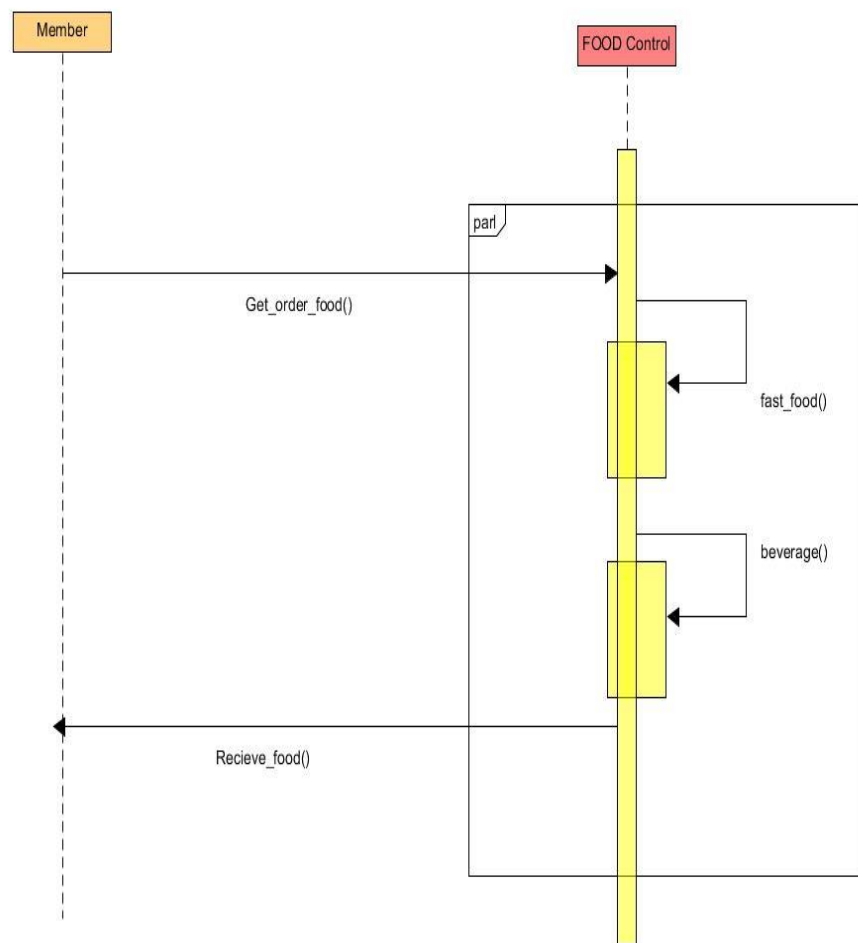 Member
FOOD Control
parl
Get_order_food()
fast_food()
beverage()
Recieve_food()